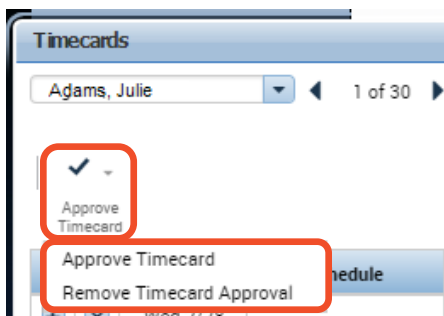 Timecards
Adams, Julie 1 of 30
Approve
Timecard
Approve Timecard
hedule
Remove Timecard Approval